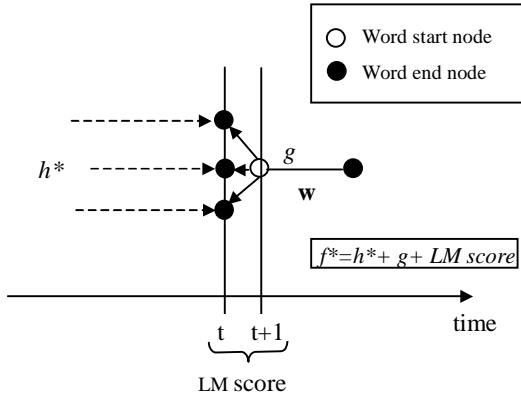 Word start node
Word end node
g
h*
w
f*=h*+ g+ LM score
t t+1
time
LM score